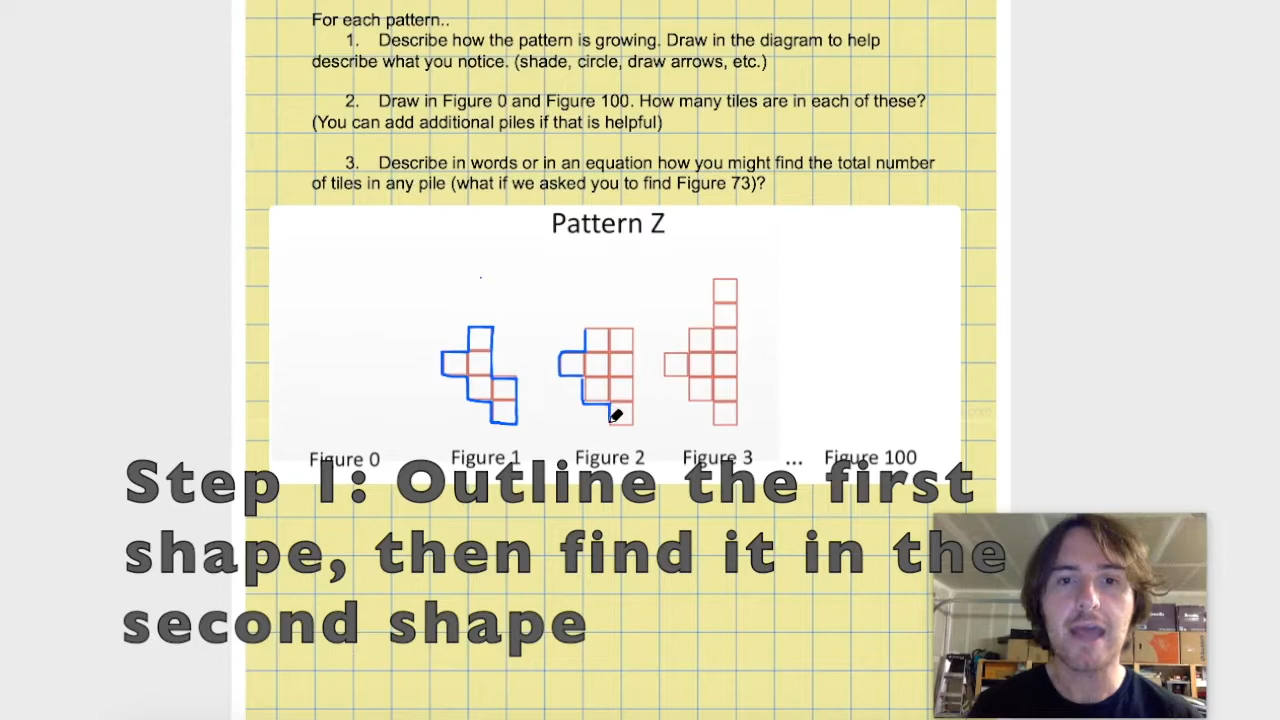 For each pattern..
1. Describe how the pattern is growing. Draw in the diagram to help
describe what you notice. (shade, circle, draw arrows, etc.)
2. Draw in Figure 0 and Figure 100. How many tiles are in each of these?
(You can add additional piles if that is helpful)
3. Describe in words or in an equation how you might find the total number
of tiles in any pile (what if we asked you to find Figure 73)?
Pattern Z
Figure 0 Figure 1 Figure 2 Figure 3 ... Figure 100
Step 1: Outline the first
shape, then find it in the
second shape